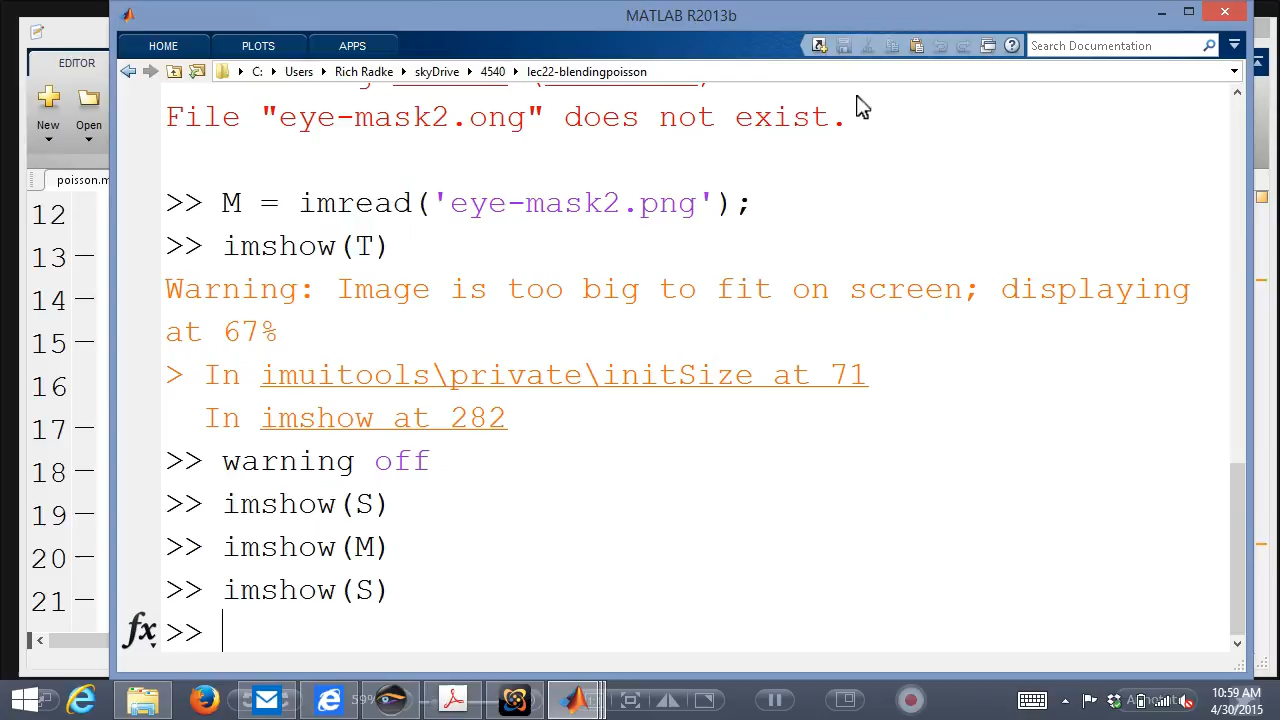 MATLAB R2013b
HOME PLOTS APPS
Search Documentation
C: Users Rich Radke skyDrive 4540 lec22-blendingpoisson
EDITOR
New Open
poisson.m
12
13
14
15
16
17
18
19
20
21
File "eye-mask2.ong" does not exist.
>> M = imread('eye-mask2.png');
>> imshow(T)
Warning: Image is too big to fit on screen; displaying
at 67%
> In imuitools\private\initSize at 71
In imshow at 282
>> warning off
>> imshow(S)
>> imshow(M)
>> imshow(S)
fx >>
59%
10:59 AM
4/30/2015